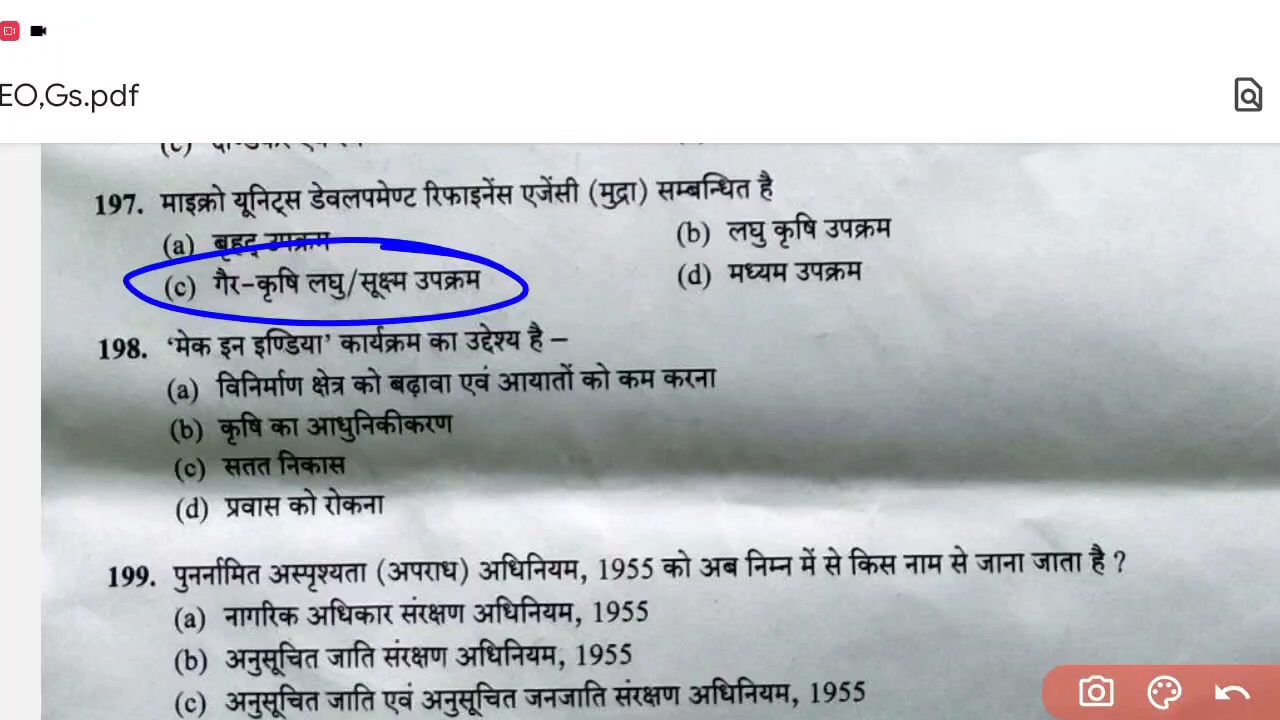 EO,Gs.pdf
197. माइक्रो यूनिट्स डेवलपमेण्ट रिफाइनेंस एजेंसी (मुद्रा) सम्बन्धित है
(a) बृहद् उपक्रम (b) लघु कृषि उपक्रम
(c) गैर-कृषि लघु/सूक्ष्म उपक्रम (d) मध्यम उपक्रम
198. ‘मेक इन इण्डिया’ कार्यक्रम का उद्देश्य है –
(a) विनिर्माण क्षेत्र को बढ़ावा एवं आयातों को कम करना
(b) कृषि का आधुनिकीकरण
(c) सतत निकास
(d) प्रवास को रोकना
199. पुनर्नामित अस्पृश्यता (अपराध) अधिनियम, 1955 को अब निम्न में से किस नाम से जाना जाता है ?
(a) नागरिक अधिकार संरक्षण अधिनियम, 1955
(b) अनुसूचित जाति संरक्षण अधिनियम, 1955
(c) अनुसूचित जाति एवं अनुसूचित जनजाति संरक्षण अधिनियम, 1955